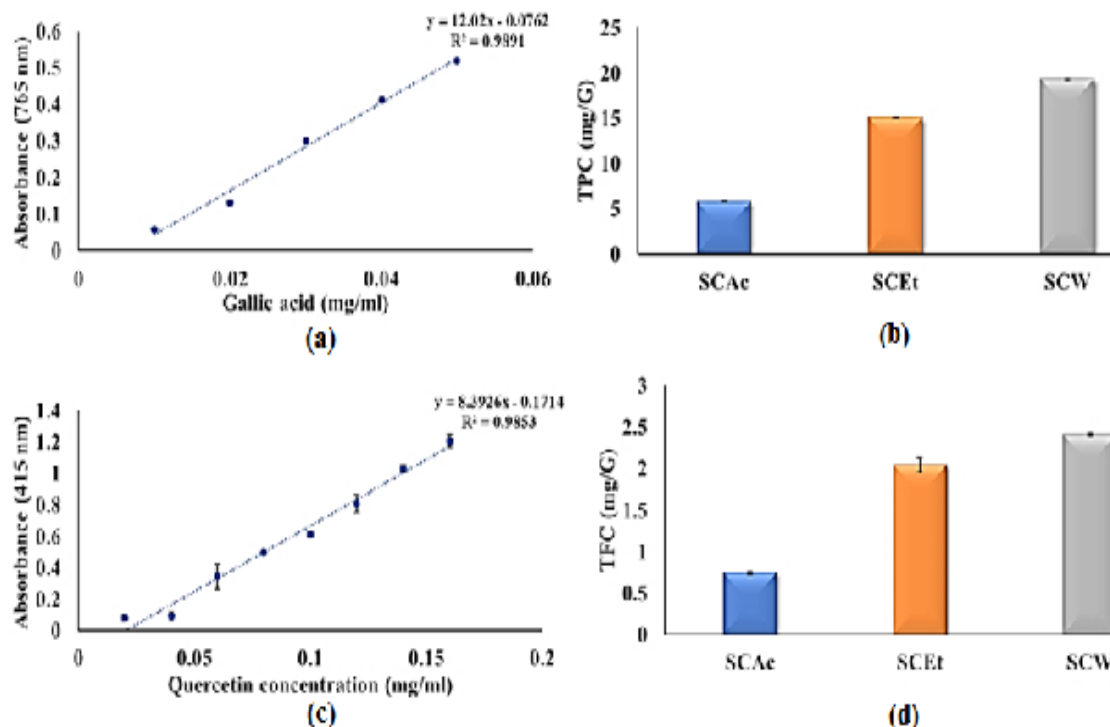 y = 12.02x - 0.0762
R² = 0.9891
Absorbance (765 nm)
0.6
0.5
0.4
0.3
0.2
0.1
0
0
0.02
0.04
0.06
Gallic acid (mg/ml)
(a)
TPC (mg/G)
25
20
15
10
5
0
SCAc
SCEt
SCW
(b)
y = 8.3926x - 0.1714
R² = 0.9853
Absorbance (415 nm)
1.4
1.2
1
0.8
0.6
0.4
0.2
0
0
0.05
0.1
0.15
0.2
Quercetin concentration (mg/ml)
(c)
TFC (mg/G)
3
2.5
2
1.5
1
0.5
0
SCAc
SCEt
SCW
(d)